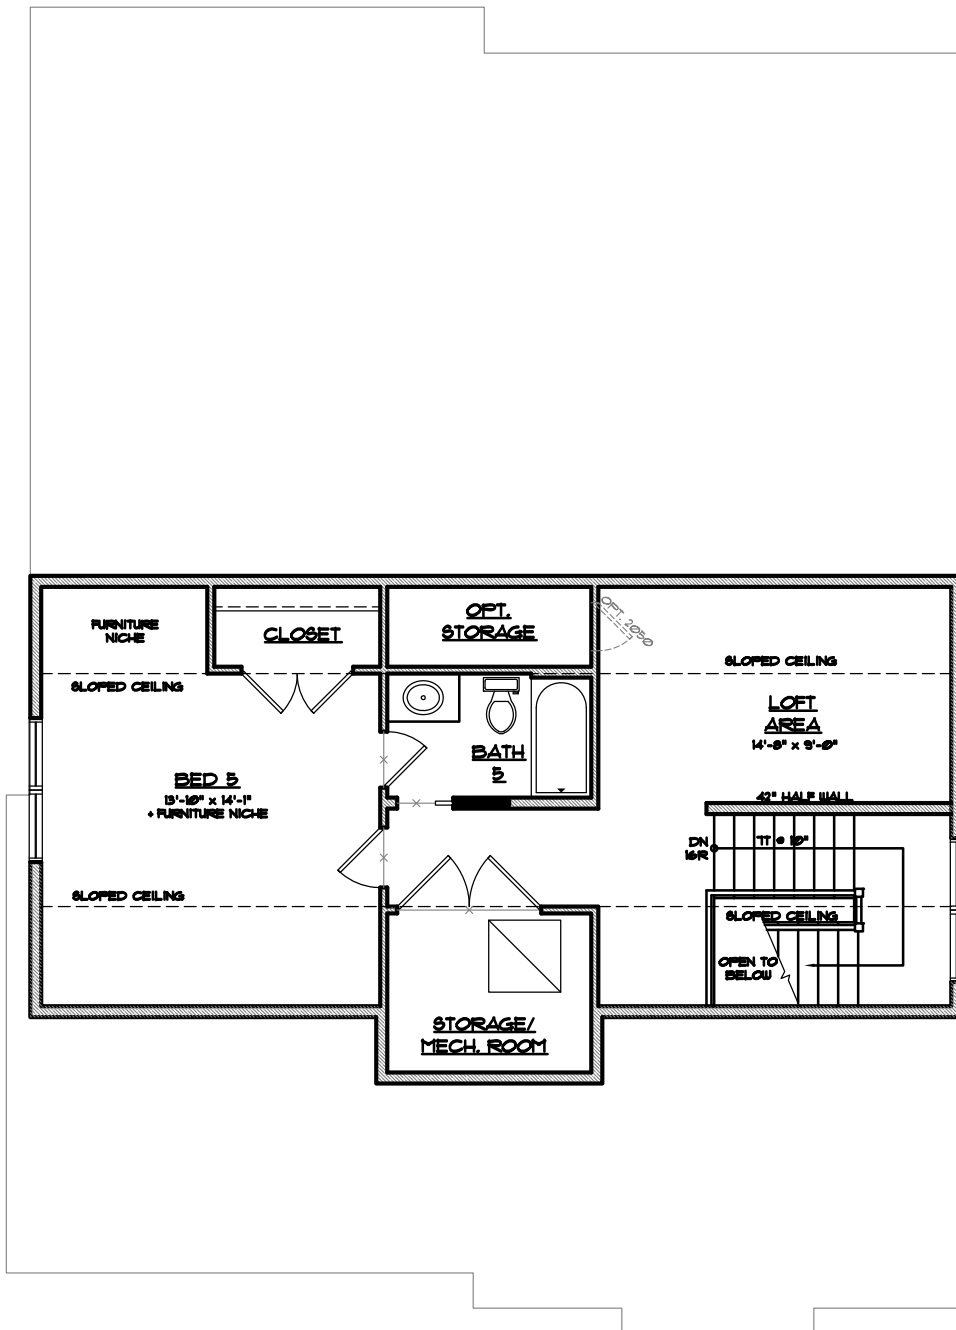 OPT.
STORAGE
OPT. 2050
FURNITURE
NICHE
CLOSET
SLOPED CEILING
SLOPED CEILING
LOFT
AREA
14'-8" x 9'-0"
BATH
5
BED 5
13'-10" x 14'-1"
+ FURNITURE NICHE
42" HALF WALL
DN
16R
11 @ 10"
SLOPED CEILING
SLOPED CEILING
OPEN TO
BELOW
STORAGE/
MECH. ROOM